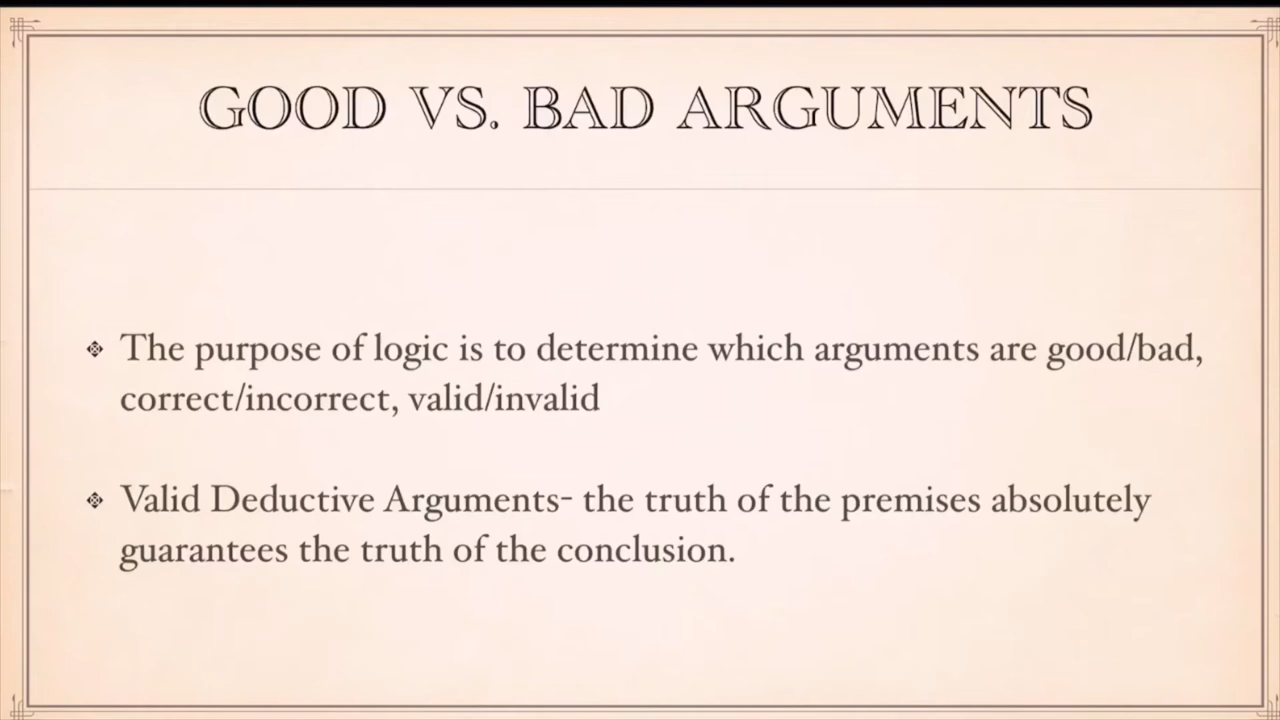 GOOD VS. BAD ARGUMENTS
The purpose of logic is to determine which arguments are good/bad,
correct/incorrect, valid/invalid
Valid Deductive Arguments- the truth of the premises absolutely
guarantees the truth of the conclusion.